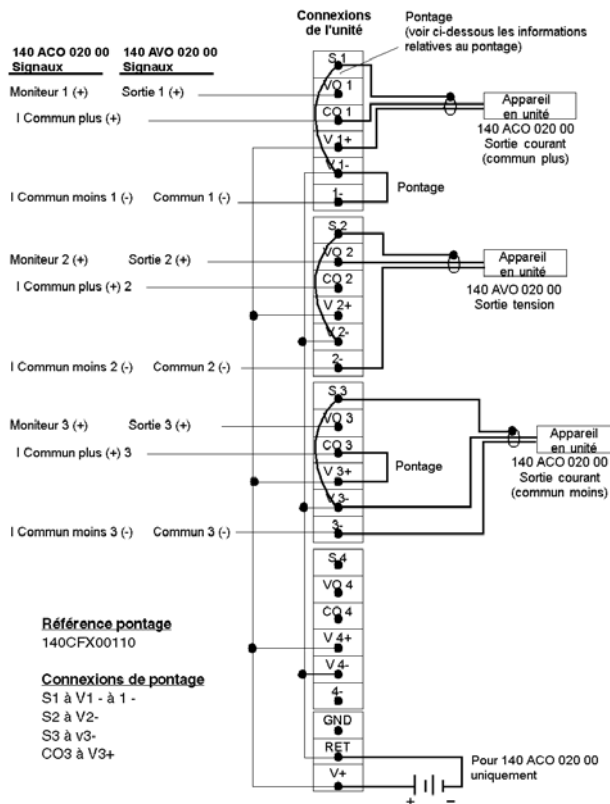 Connexions
de l'unité
Pontage
(voir ci-dessous les informations
relatives au pontage)
140 ACO 020 00
Signaux
140 AVO 020 00
Signaux
S 1
Moniteur 1 (+)
Sortie 1 (+)
VO 1
I Commun plus (+)
CO 1
V 1+
V 1-
I Commun moins 1 (-)
Commun 1 (-)
1-
Appareil
en unité
140 ACO 020 00
Sortie courant
(commun plus)
Pontage
S 2
Moniteur 2 (+)
Sortie 2 (+)
VO 2
I Commun plus (+) 2
CO 2
V 2+
V 2-
I Commun moins 2 (-)
Commun 2 (-)
2-
Appareil
en unité
140 AVO 020 00
Sortie tension
S 3
Moniteur 3 (+)
Sortie 3 (+)
VO 3
I Commun plus (+) 3
CO 3
V 3+
V 3-
I Commun moins 3 (-)
Commun 3 (-)
3-
Pontage
Appareil
en unité
140 ACO 020 00
Sortie courant
(commun moins)
S 4
VO 4
CO 4
V 4+
V 4-
4-
GND
RET
V+
Référence pontage
140CFX00110
Connexions de pontage
S1 à V1 - à 1 -
S2 à V2-
S3 à v3-
CO3 à V3+
Pour 140 ACO 020 00
uniquement
+ –